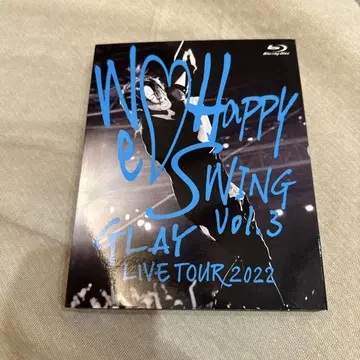 Blu-ray Disc
We♡Happy
SWING
Vol.3
GLAY
LIVE TOUR 2022